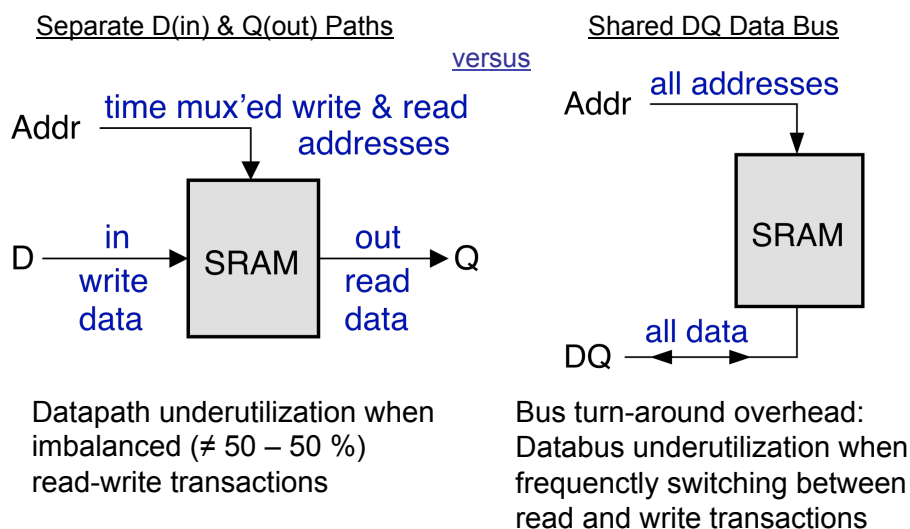 Separate D(in) & Q(out) Paths
versus
Shared DQ Data Bus
Addr
time mux’ed write & read
addresses
D
in
write
data
SRAM
out
read
data
Q
Datapath underutilization when
imbalanced (≠ 50 – 50 %)
read-write transactions
Addr
all addresses
SRAM
DQ
all data
Bus turn-around overhead:
Databus underutilization when
frequenctly switching between
read and write transactions